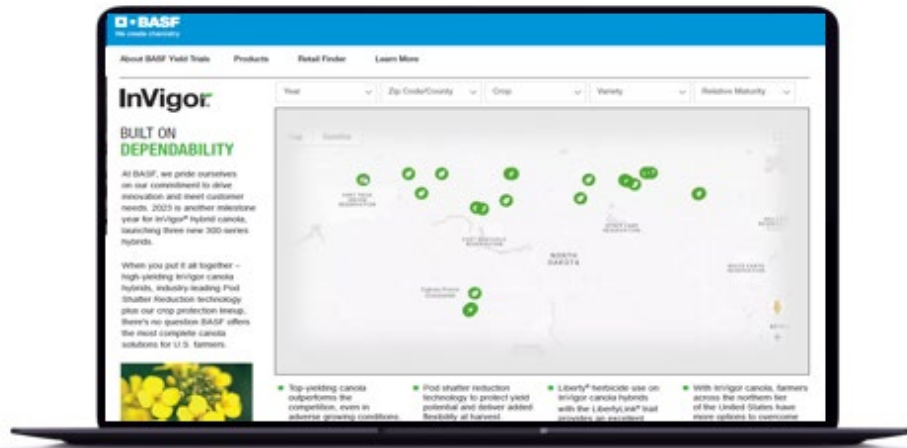 BASF
We create chemistry
About BASF Yield Trials Products Retail Finder Learn More
InVigor
Year Zip Code/County Crop Variety Relative Maturity
BUILT ON
DEPENDABILITY
At BASF, we pride ourselves
on our commitment to drive
innovation and meet customer
needs. 2023 is another milestone
year for InVigor® hybrid canola,
launching three new 300-series
hybrids.
When you put it all together –
high-yielding InVigor canola
hybrids, industry-leading Pod
Shatter Reduction technology
plus our crop protection lineup,
there's no question BASF offers
the most complete canola
solutions for U.S. farmers.
NORTH
DAKOTA
Top-yielding canola
outperforms the
competition, even in
adverse growing conditions.
Pod shatter reduction
technology to protect yield
potential and deliver added
flexibility at harvest.
Liberty® herbicide use on
InVigor canola hybrids
with the LibertyLink® trait
provides an excellent
With InVigor canola, farmers
across the northern tier
of the United States have
more options to overcome